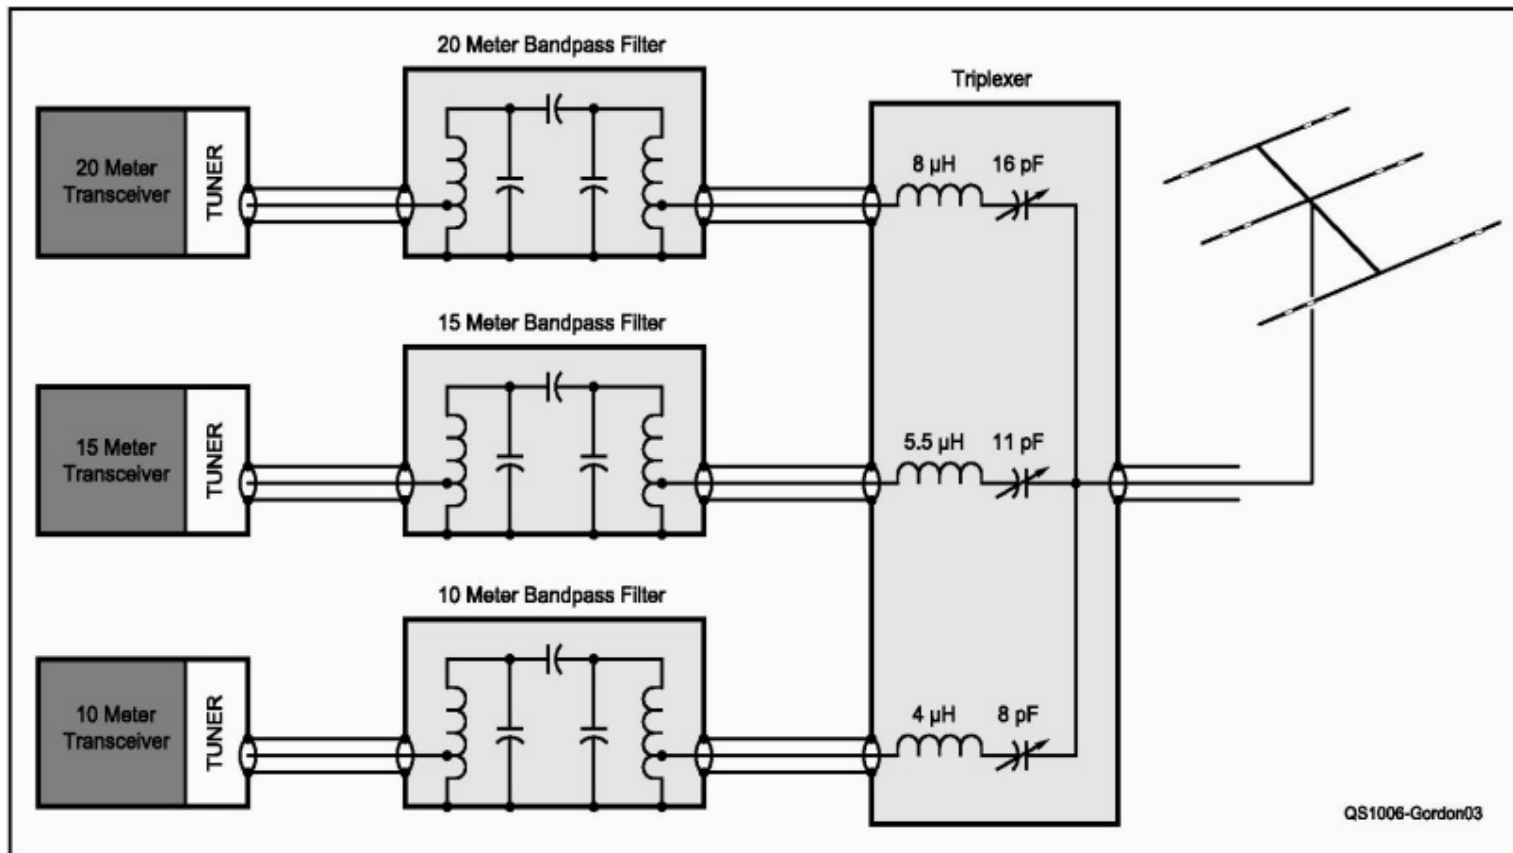 20 Meter Bandpass Filter
Triplexer
20 Meter
Transceiver
TUNER
8 µH
16 pF
15 Meter Bandpass Filter
15 Meter
Transceiver
TUNER
5.5 µH
11 pF
10 Meter Bandpass Filter
10 Meter
Transceiver
TUNER
4 µH
8 pF
QS1006-Gordon03